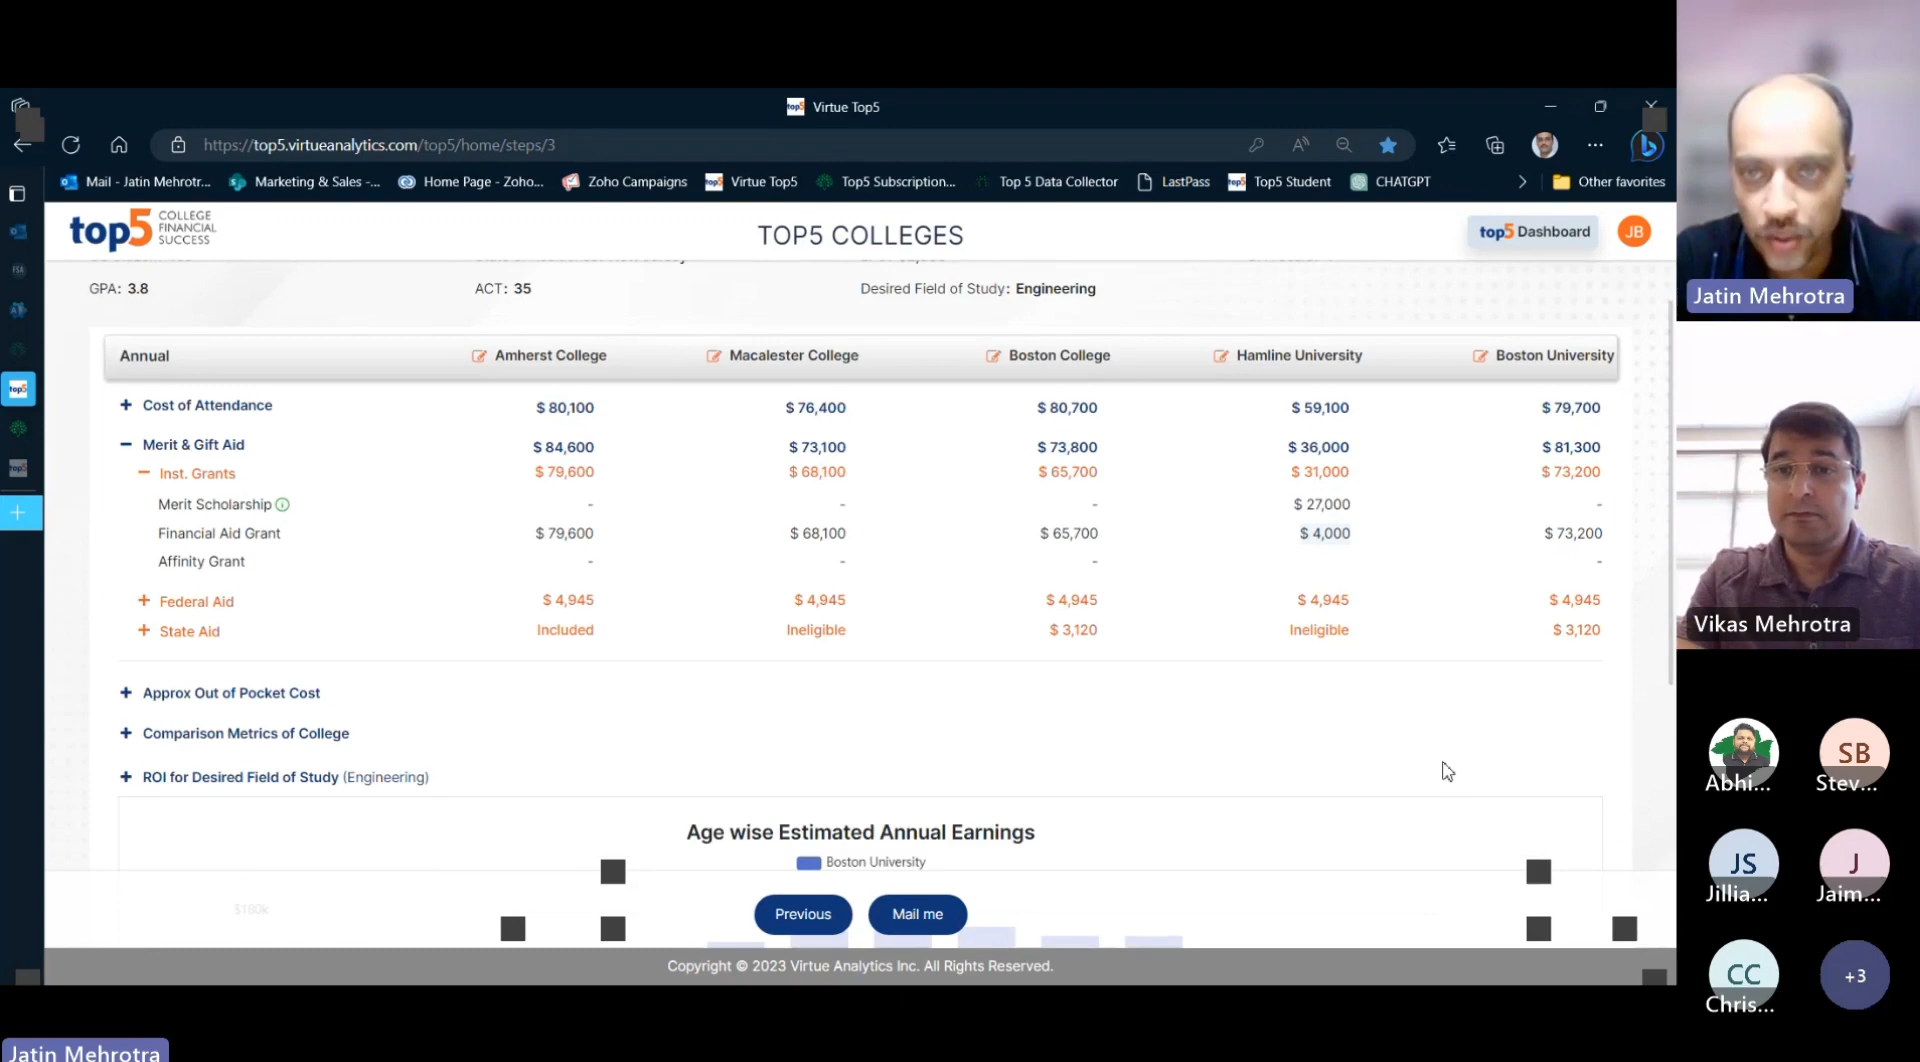 Virtue Top5
https://top5.virtueanalytics.com/top5/home/steps/3
Mail - Jatin Mehrotr...
Marketing & Sales -...
Home Page - Zoho...
Zoho Campaigns
Virtue Top5
Top5 Subscription...
Top 5 Data Collector
LastPass
Top5 Student
CHATGPT
Other favorites
top5 COLLEGE FINANCIAL SUCCESS
TOP5 COLLEGES
top5 Dashboard
JB
GPA: 3.8 ACT: 35 Desired Field of Study: Engineering
Annual Amherst College Macalester College Boston College Hamline University Boston University
+ Cost of Attendance $ 80,100 $ 76,400 $ 80,700 $ 59,100 $ 79,700
− Merit & Gift Aid $ 84,600 $ 73,100 $ 73,800 $ 36,000 $ 81,300
− Inst. Grants $ 79,600 $ 68,100 $ 65,700 $ 31,000 $ 73,200
Merit Scholarship - - - $ 27,000 -
Financial Aid Grant $ 79,600 $ 68,100 $ 65,700 $ 4,000 $ 73,200
Affinity Grant - - - -
+ Federal Aid $ 4,945 $ 4,945 $ 4,945 $ 4,945 $ 4,945
+ State Aid Included Ineligible $ 3,120 Ineligible $ 3,120
+ Approx Out of Pocket Cost
+ Comparison Metrics of College
+ ROI for Desired Field of Study (Engineering)
Age wise Estimated Annual Earnings
Boston University
$180k
Previous
Mail me
Copyright © 2023 Virtue Analytics Inc. All Rights Reserved.
Jatin Mehrotra
Vikas Mehrotra
Abhi...
SB
Stev...
JS
Jillia...
J
Jaim...
CC
Chris...
+3
Jatin Mehrotra